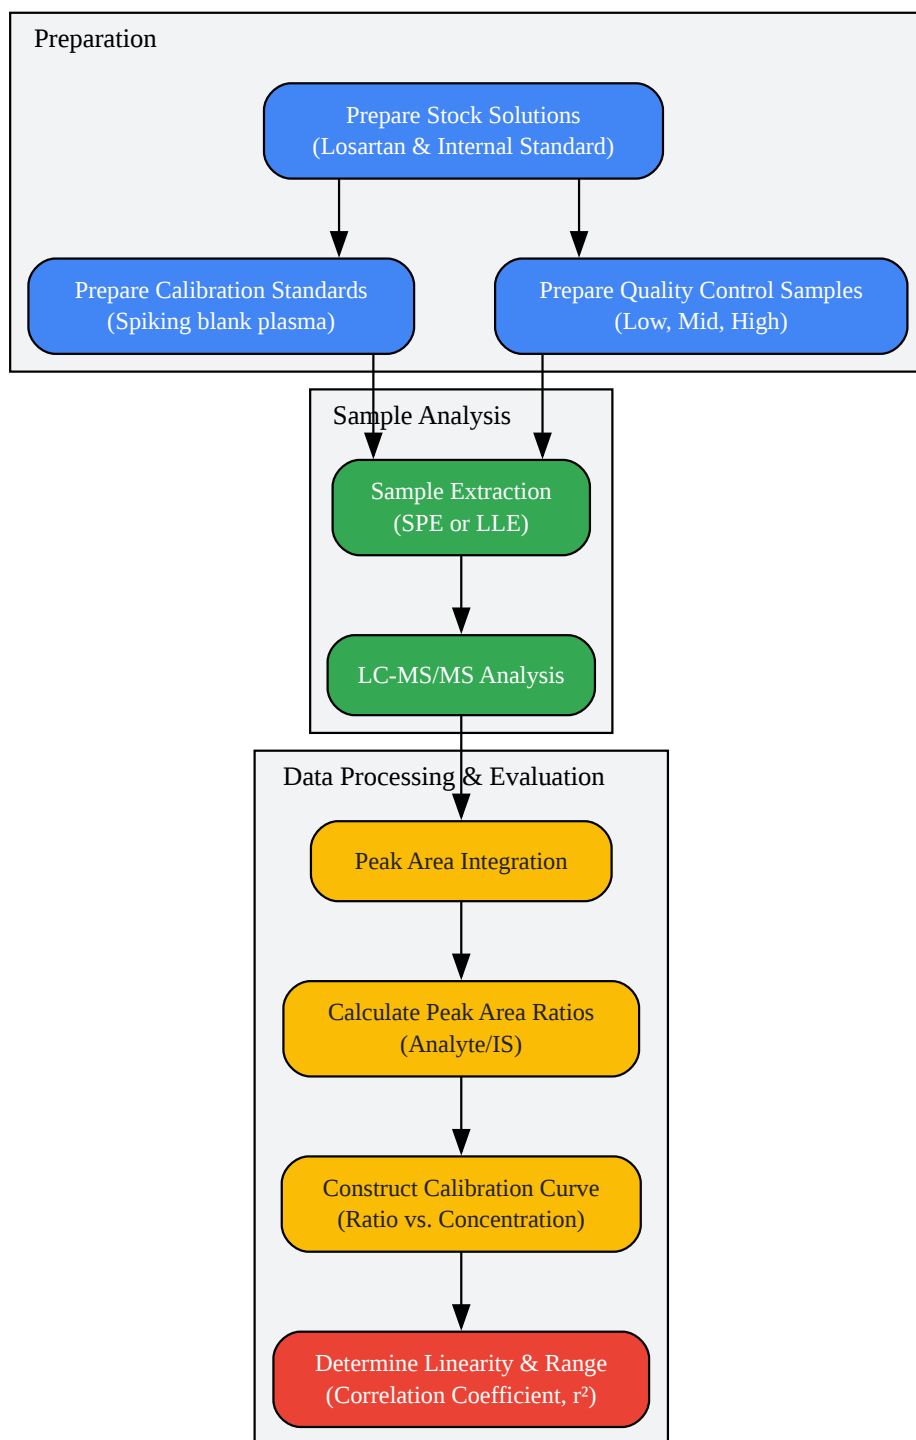 Preparation
Prepare Stock Solutions
(Losartan & Internal Standard)
Prepare Calibration Standards
(Spiking blank plasma)
Prepare Quality Control Samples
(Low, Mid, High)
Sample Analysis
Sample Extraction
(SPE or LLE)
LC-MS/MS Analysis
Data Processing & Evaluation
Peak Area Integration
Calculate Peak Area Ratios
(Analyte/IS)
Construct Calibration Curve
(Ratio vs. Concentration)
Determine Linearity & Range
(Correlation Coefficient, r²)